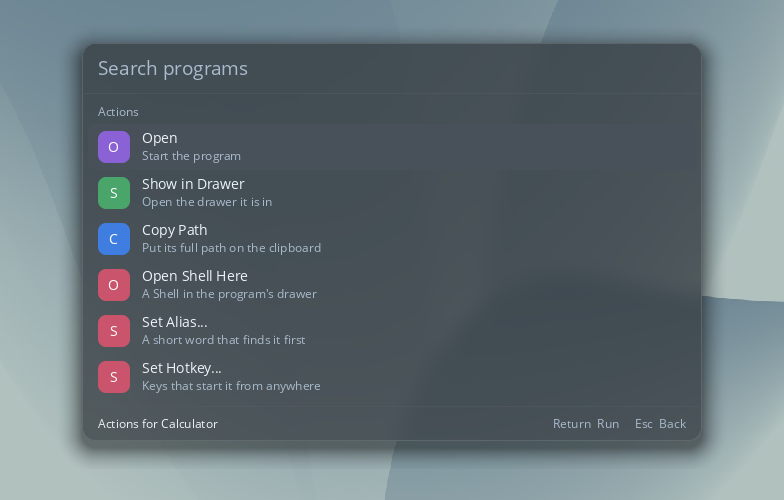 Search programs
Actions
O
Open
Start the program
S
Show in Drawer
Open the drawer it is in
C
Copy Path
Put its full path on the clipboard
O
Open Shell Here
A Shell in the program's drawer
S
Set Alias...
A short word that finds it first
S
Set Hotkey...
Keys that start it from anywhere
Actions for Calculator
Return Run Esc Back